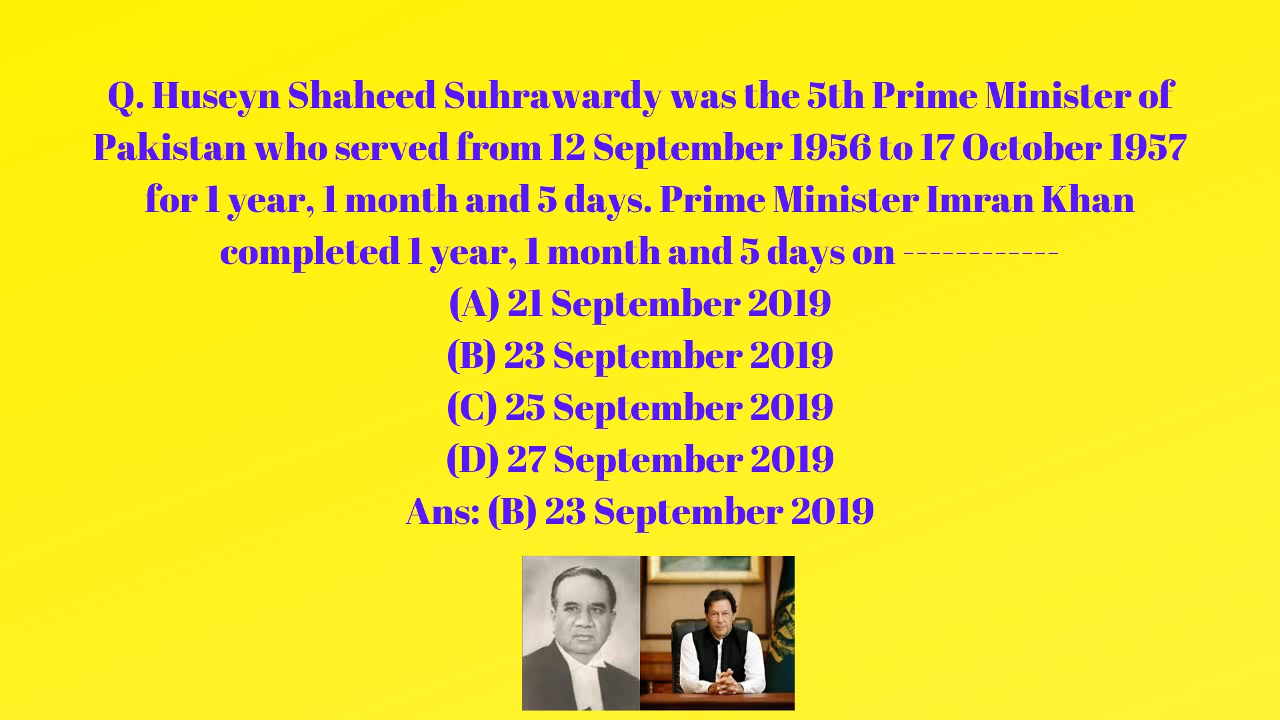 Q. Huseyn Shaheed Suhrawardy was the 5th Prime Minister of
Pakistan who served from 12 September 1956 to 17 October 1957
for 1 year, 1 month and 5 days. Prime Minister Imran Khan
completed 1 year, 1 month and 5 days on ------------
(A) 21 September 2019
(B) 23 September 2019
(C) 25 September 2019
(D) 27 September 2019
Ans: (B) 23 September 2019